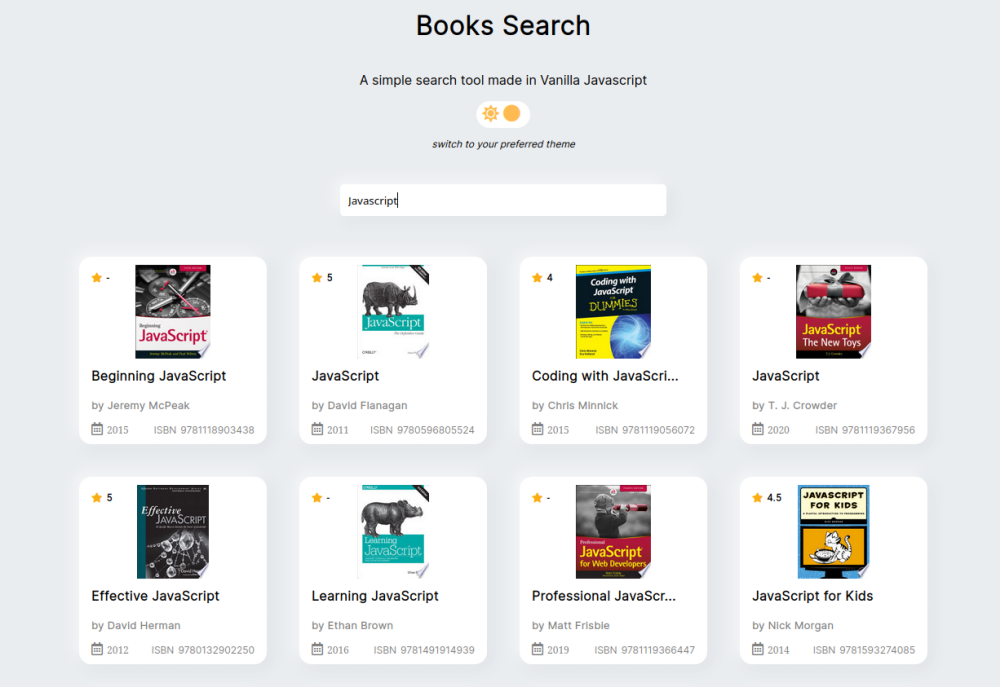 Books Search
A simple search tool made in Vanilla Javascript
switch to your preferred theme
Javascript
-
Beginning
JavaScript
Beginning JavaScript
by Jeremy McPeak
2015 ISBN 9781118903438
5
JavaScript
O'REILLY
JavaScript
by David Flanagan
2011 ISBN 9780596805524
4
Coding with
JavaScript
FOR
DUMMIES
Coding with JavaScri...
by Chris Minnick
2015 ISBN 9781119056072
-
JavaScript
The New Toys
JavaScript
by T. J. Crowder
2020 ISBN 9781119367956
5
Effective
JAVASCRIPT
Effective JavaScript
by David Herman
2012 ISBN 9780132902250
-
Learning
JavaScript
Learning JavaScript
by Ethan Brown
2016 ISBN 9781491914939
-
Professional
JavaScript
for Web Developers
Professional JavaScr...
by Matt Frisbie
2019 ISBN 9781119366447
4.5
JAVASCRIPT
FOR KIDS
JavaScript for Kids
by Nick Morgan
2014 ISBN 9781593274085